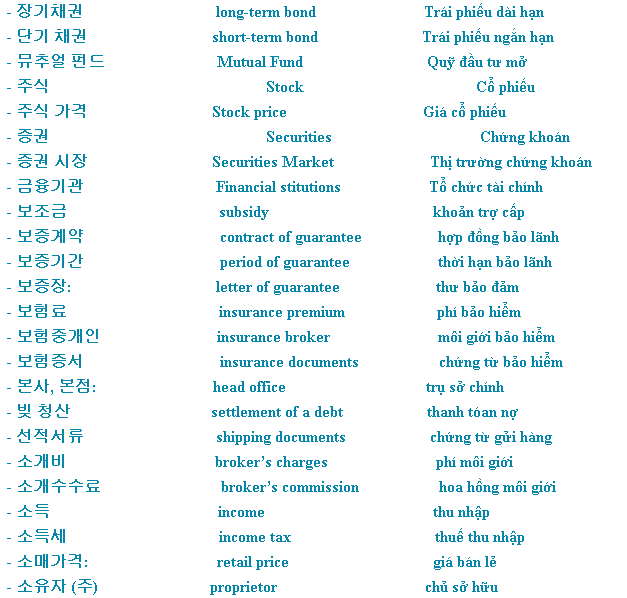 - 장기채권 long-term bond Trái phiếu dài hạn
- 단기 채권 short-term bond Trái phiếu ngắn hạn
- 뮤추얼 펀드 Mutual Fund Quỹ đầu tư mở
- 주식 Stock Cổ phiếu
- 주식 가격 Stock price Giá cổ phiếu
- 증권 Securities Chứng khoán
- 증권 시장 Securities Market Thị trường chứng khoán
- 금융기관 Financial stitutions Tổ chức tài chính
- 보조금 subsidy khoản trợ cấp
- 보증계약 contract of guarantee hợp đồng bảo lãnh
- 보증기간 period of guarantee thời hạn bảo lãnh
- 보증장: letter of guarantee thư bảo đảm
- 보험료 insurance premium phí bảo hiểm
- 보험중개인 insurance broker môi giới bảo hiểm
- 보험증서 insurance documents chứng từ bảo hiểm
- 본사, 본점: head office trụ sở chính
- 빚 청산 settlement of a debt thanh tóan nợ
- 선적서류 shipping documents chứng từ gửi hàng
- 소개비 broker’s charges phí môi giới
- 소개수수료 broker’s commission hoa hồng môi giới
- 소득 income thu nhập
- 소득세 income tax thuế thu nhập
- 소매가격: retail price giá bán lẻ
- 소유자 (주) proprietor chủ sở hữu